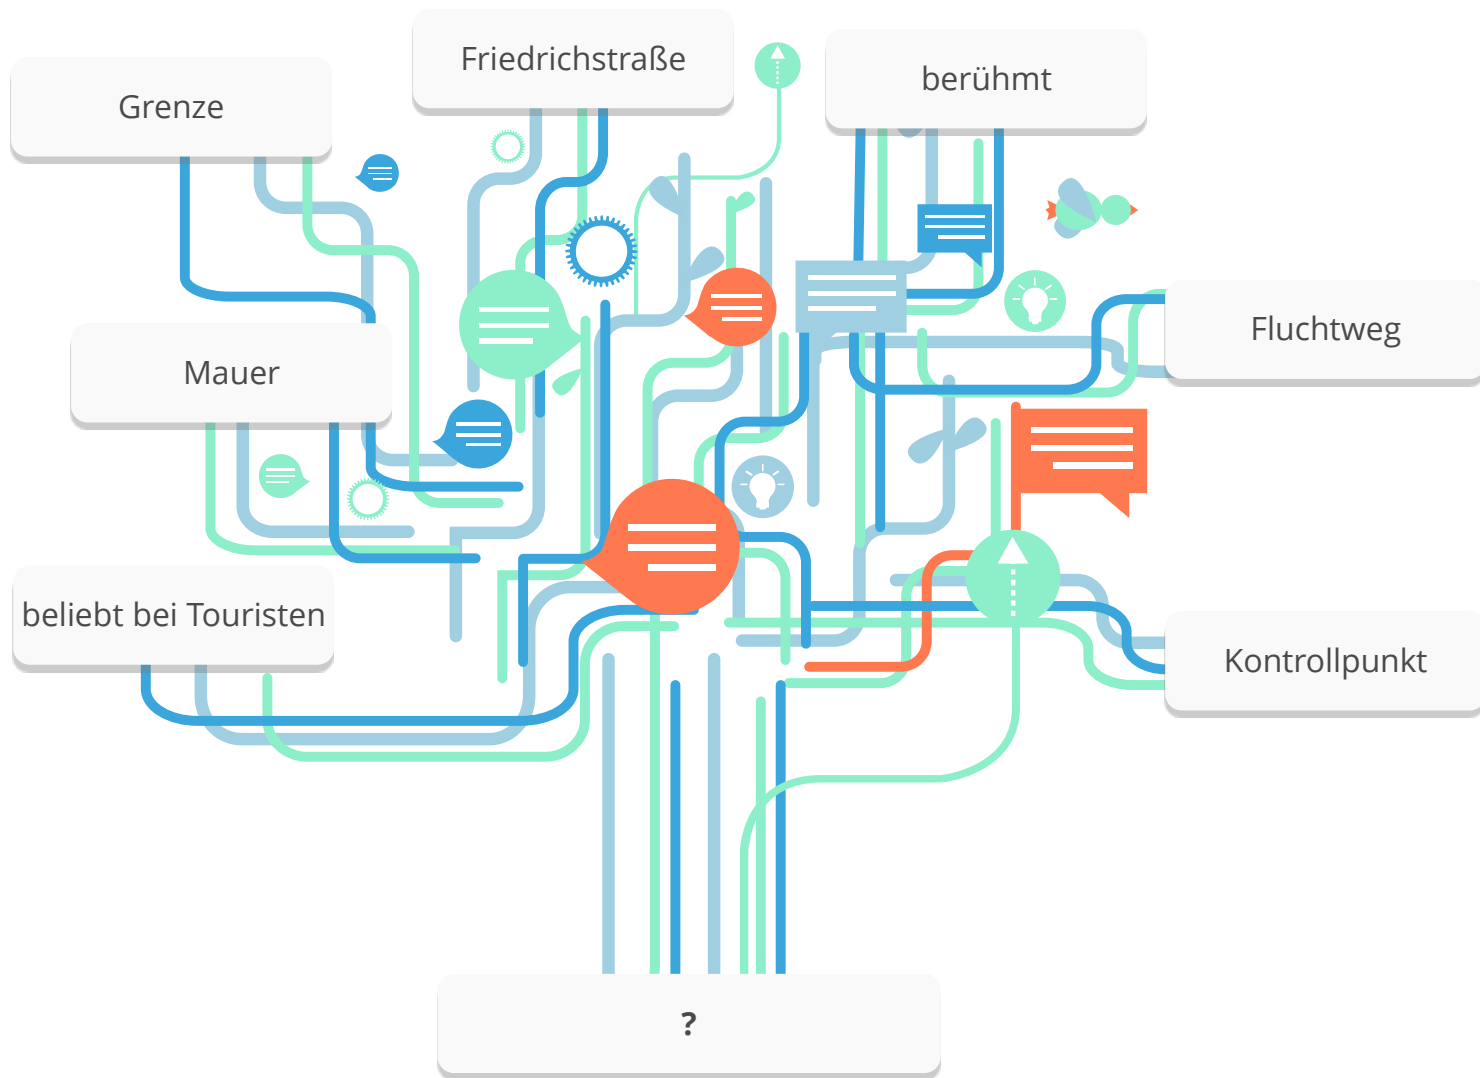 Friedrichstraße
berühmt
Grenze
Fluchtweg
Mauer
beliebt bei Touristen
Kontrollpunkt
?